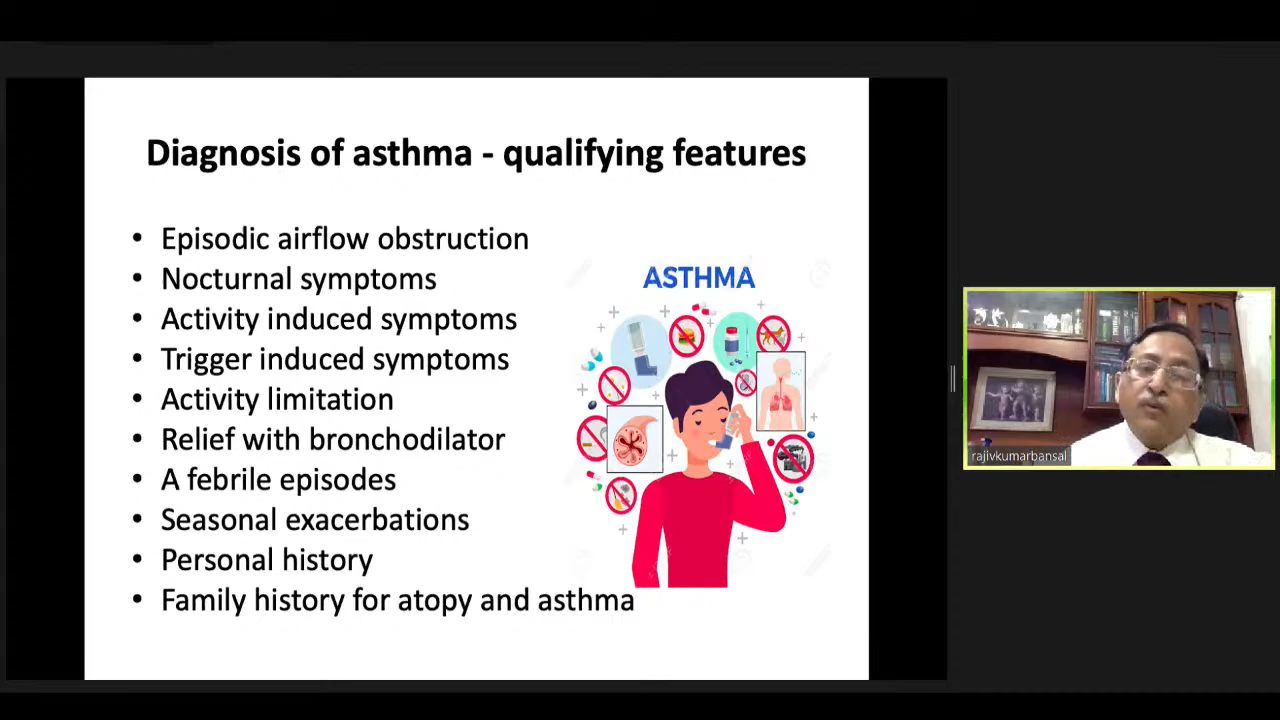 Diagnosis of asthma - qualifying features
• Episodic airflow obstruction
• Nocturnal symptoms
• Activity induced symptoms
• Trigger induced symptoms
• Activity limitation
• Relief with bronchodilator
• A febrile episodes
• Seasonal exacerbations
• Personal history
• Family history for atopy and asthma
ASTHMA
rajivkumarbansal